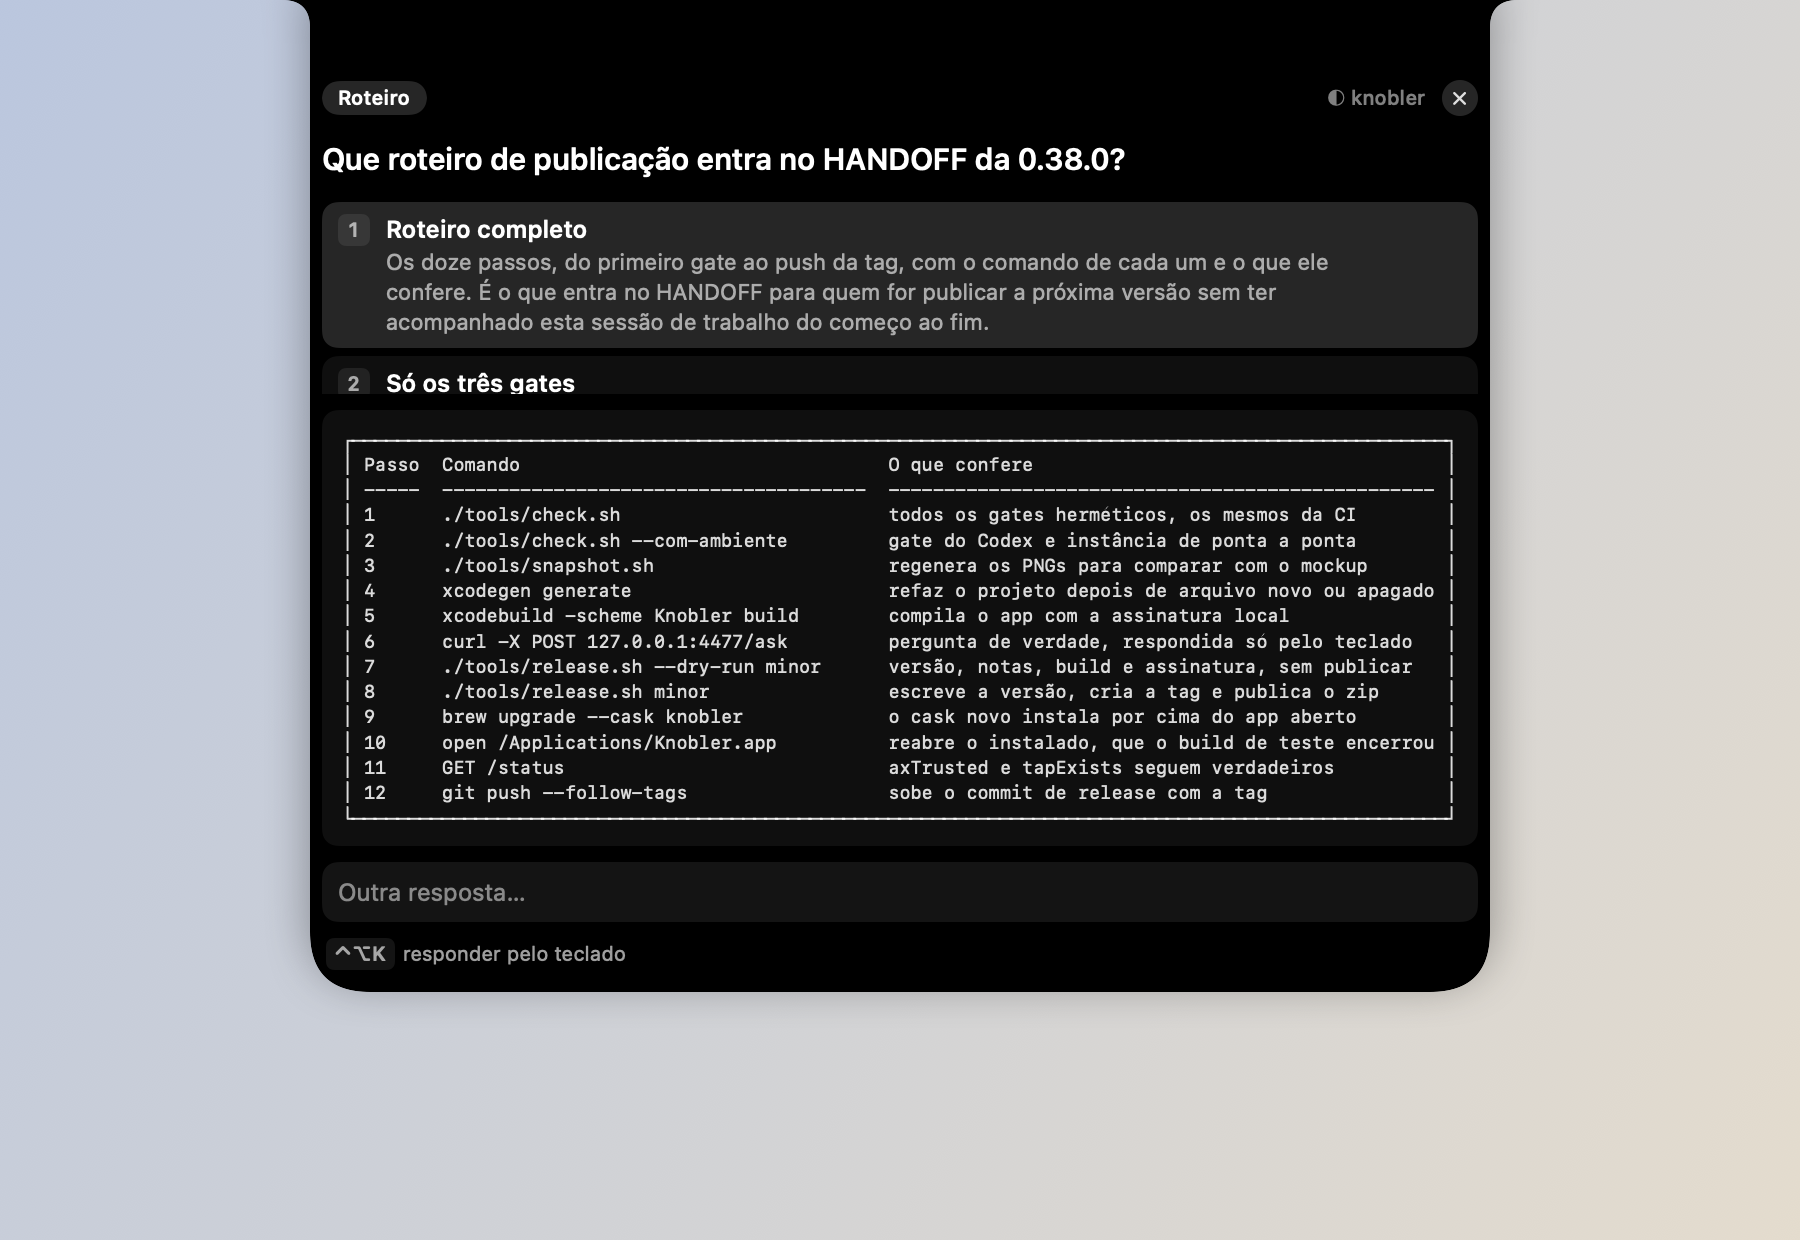 Roteiro
knobler
Que roteiro de publicação entra no HANDOFF da 0.38.0?
1 Roteiro completo
Os doze passos, do primeiro gate ao push da tag, com o comando de cada um e o que ele
confere. É o que entra no HANDOFF para quem for publicar a próxima versão sem ter
acompanhado esta sessão de trabalho do começo ao fim.
2 Só os três gates
Passo Comando O que confere
1 ./tools/check.sh todos os gates herméticos, os mesmos da CI
2 ./tools/check.sh --com-ambiente gate do Codex e instância de ponta a ponta
3 ./tools/snapshot.sh regenera os PNGs para comparar com o mockup
4 xcodegen generate refaz o projeto depois de arquivo novo ou apagado
5 xcodebuild -scheme Knobler build compila o app com a assinatura local
6 curl -X POST 127.0.0.1:4477/ask pergunta de verdade, respondida só pelo teclado
7 ./tools/release.sh --dry-run minor versão, notas, build e assinatura, sem publicar
8 ./tools/release.sh minor escreve a versão, cria a tag e publica o zip
9 brew upgrade --cask knobler o cask novo instala por cima do app aberto
10 open /Applications/Knobler.app reabre o instalado, que o build de teste encerrou
11 GET /status axTrusted e tapExists seguem verdadeiros
12 git push --follow-tags sobe o commit de release com a tag
Outra resposta...
^⌥K responder pelo teclado